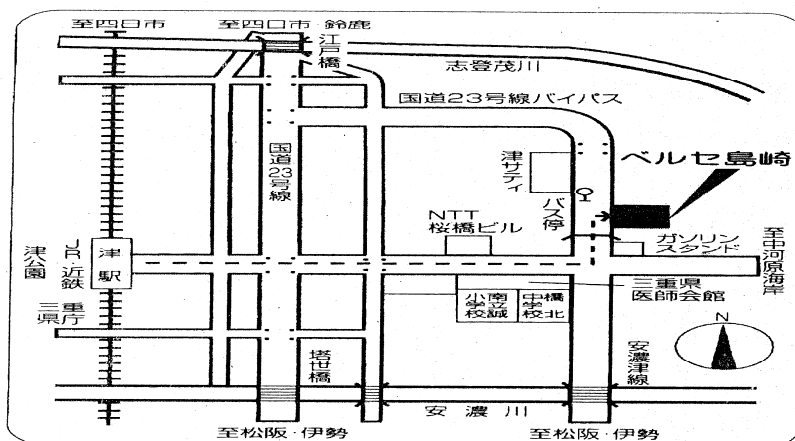 至四日市
至四口市・鈴鹿
江戸橋
志登茂川
国道23号線バイパス
国道23号線
津サティ
バス停
ベルセ島崎
NTT
桜橋ビル
ガソリン
スタンド
至中河原海岸
津公園
JR・近鉄
津駅
三重
県庁
小学校
南立誠
中学校
橋北
三重県
医師会館
N
塔世橋
安濃津線
安濃川
至松阪・伊勢
至松阪・伊勢